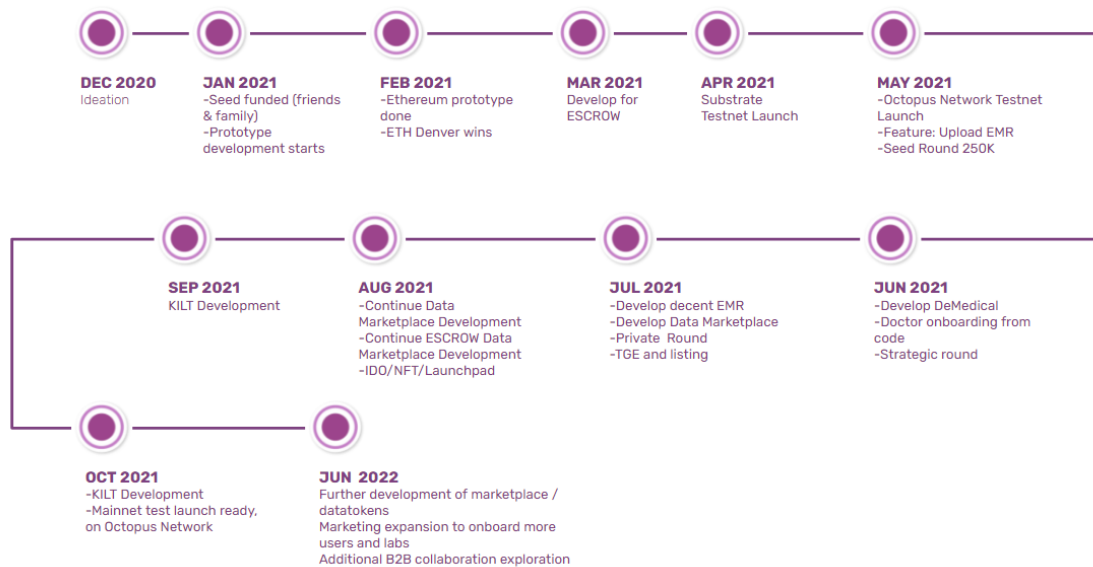 DEC 2020
Ideation
JAN 2021
-Seed funded (friends
& family)
-Prototype
development starts
FEB 2021
-Ethereum prototype
done
-ETH Denver wins
MAR 2021
Develop for
ESCROW
APR 2021
Substrate
Testnet Launch
MAY 2021
-Octopus Network Testnet
Launch
-Feature: Upload EMR
-Seed Round 250K
JUN 2021
-Develop DeMedical
-Doctor onboarding from
code
-Strategic round
JUL 2021
-Develop decent EMR
-Develop Data Marketplace
-Private Round
-TGE and listing
AUG 2021
-Continue Data
Marketplace Development
-Continue ESCROW Data
Marketplace Development
-IDO/NFT/Launchpad
SEP 2021
KILT Development
OCT 2021
-KILT Development
-Mainnet test launch ready,
on Octopus Network
JUN 2022
Further development of marketplace /
datatokens
Marketing expansion to onboard more
users and labs
Additional B2B collaboration exploration